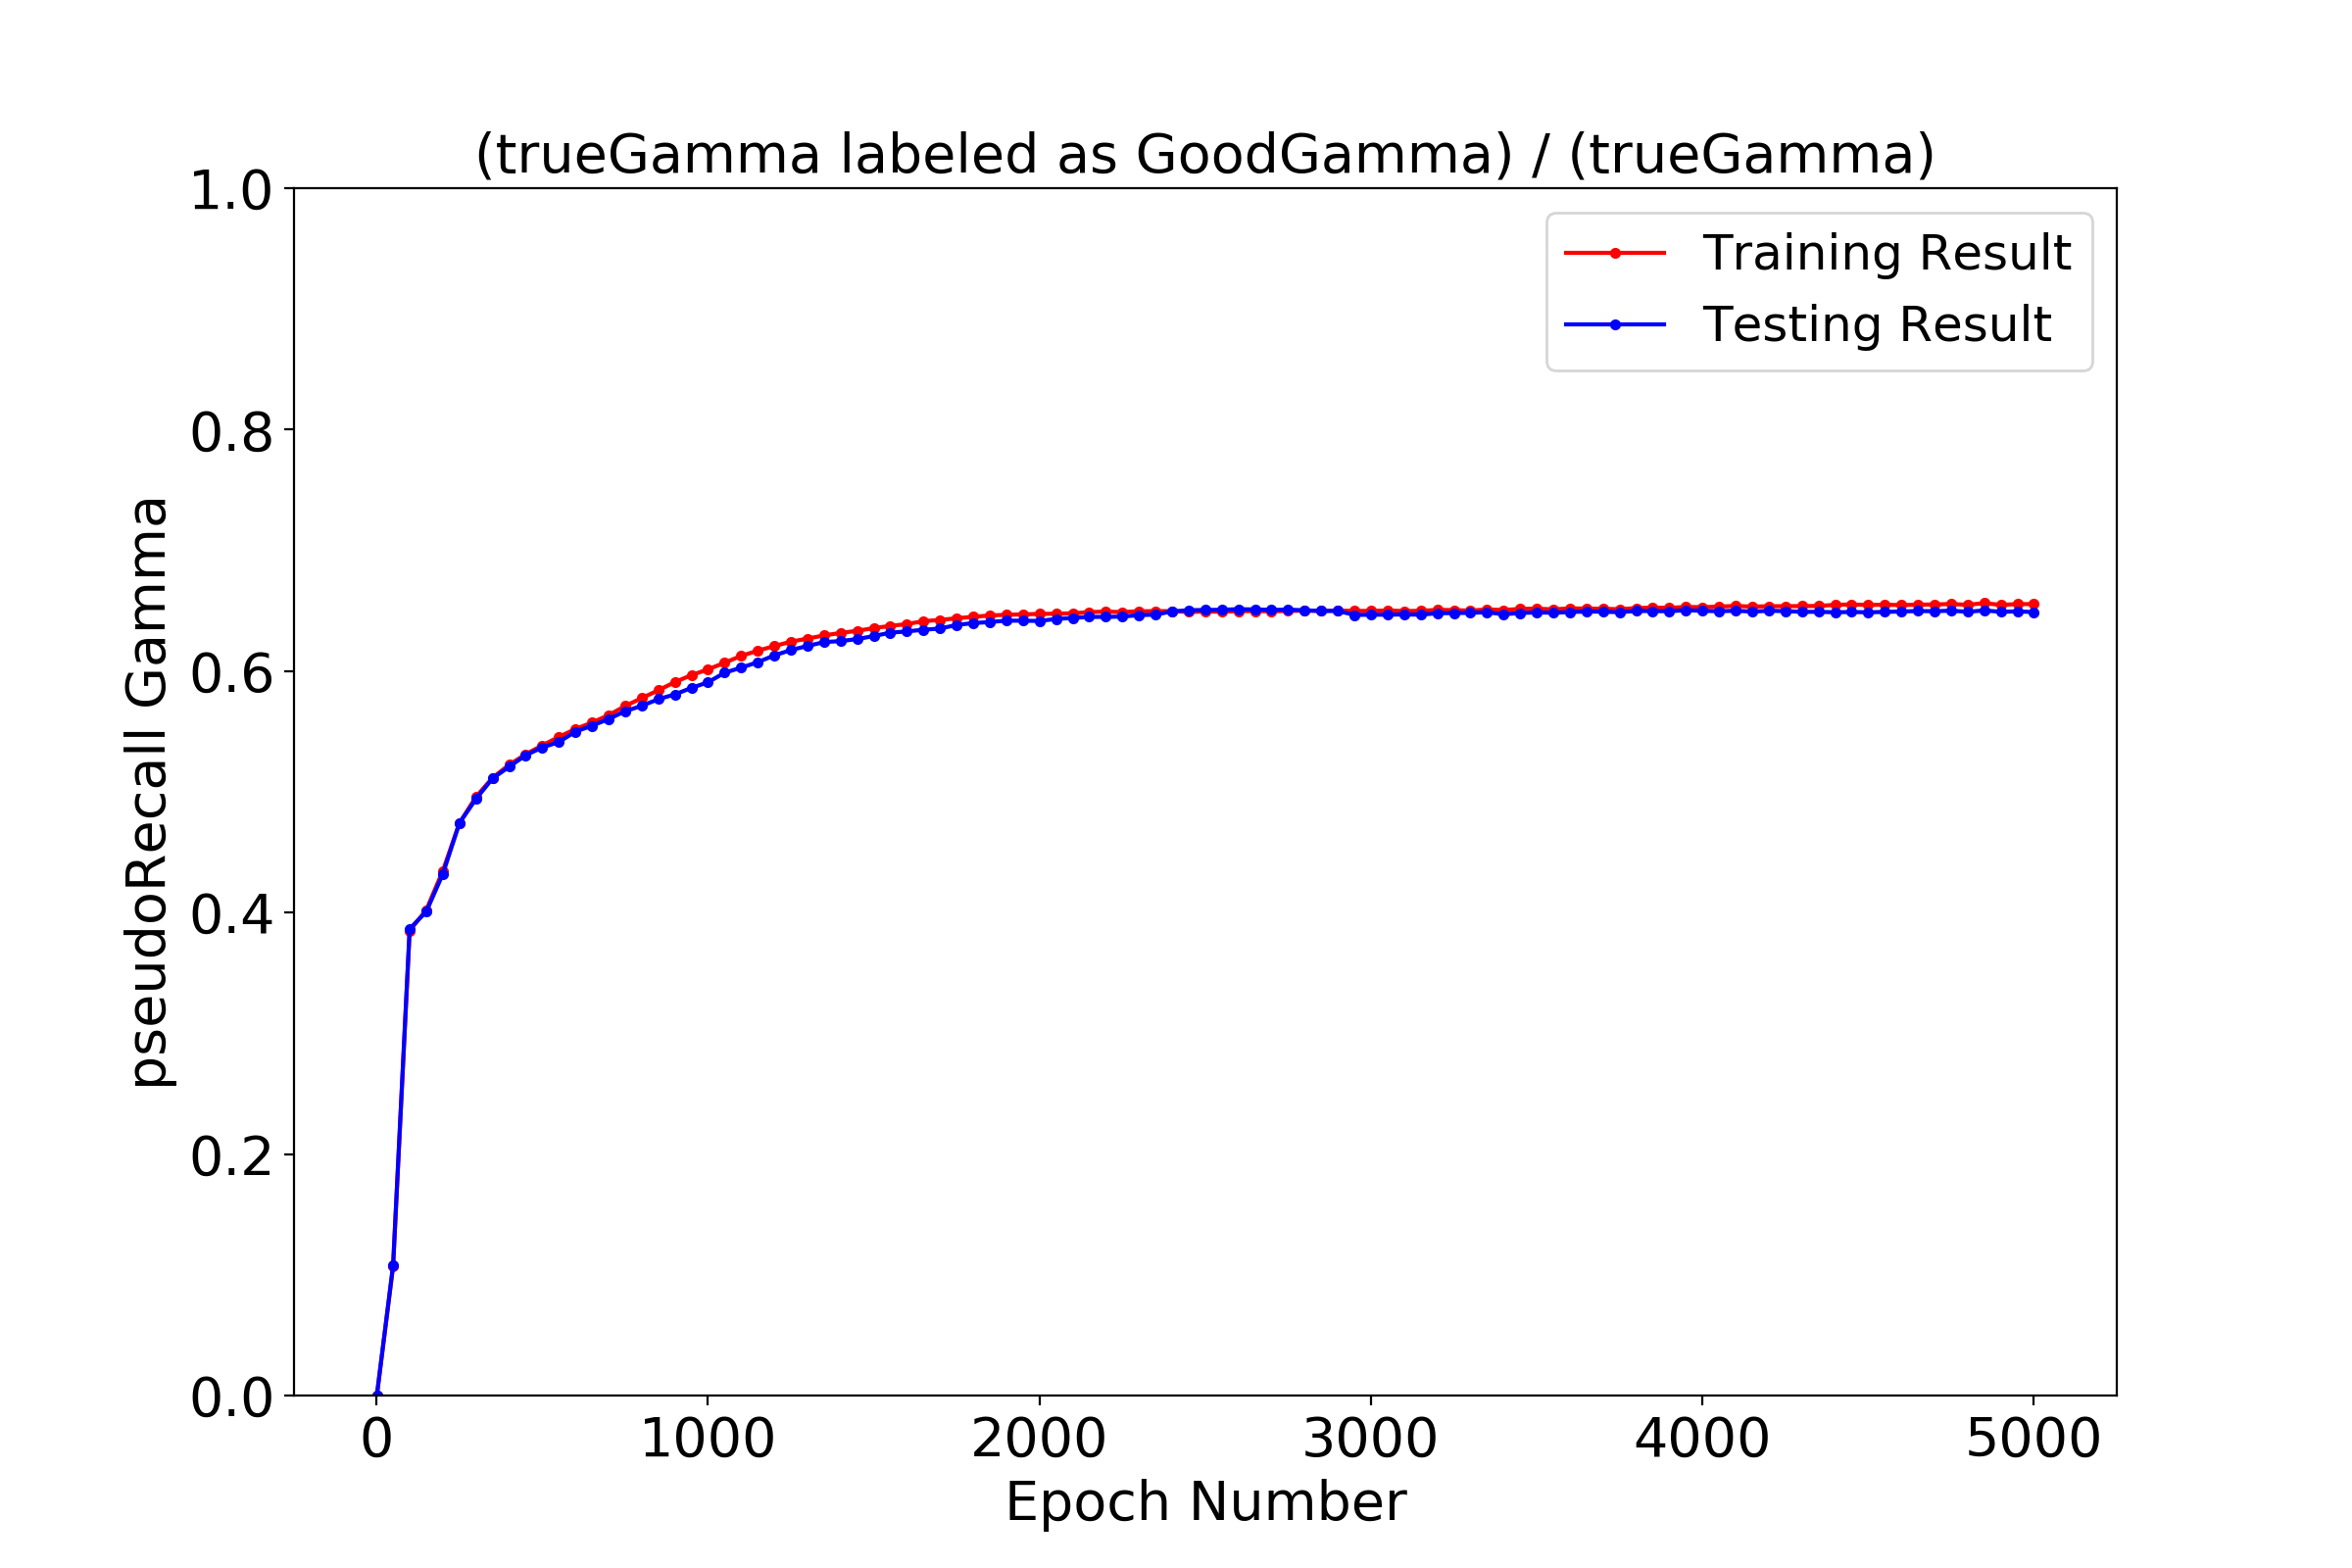 (trueGamma labeled as GoodGamma) / (trueGamma)
Training Result
Testing Result
pseudoRecall Gamma
1.0
0.8
0.6
0.4
0.2
0.0
0 1000 2000 3000 4000 5000
Epoch Number